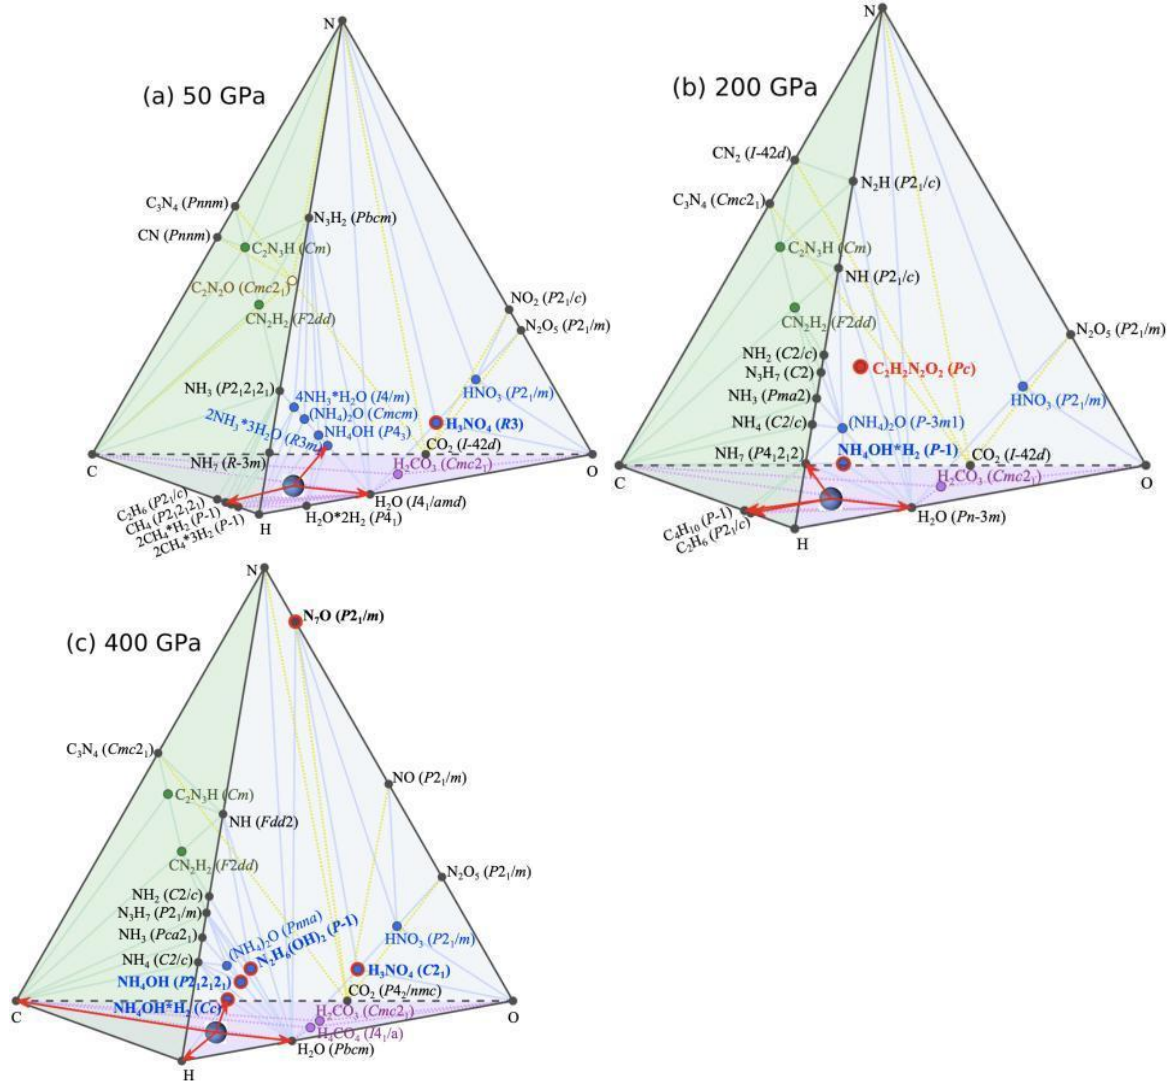 N
(a) 50 GPa
C₃N₄ (Pnnm)
CN (Pnnm)
N₃H₂ (Pbcm)
C₂N₃H (Cm)
C₂N₂O (Cmc2₁)
CN₂H₂ (F2dd)
NO₂ (P2₁/c)
N₂O₅ (P2₁/m)
NH₃ (P2₁2₁2₁)
4NH₃*H₂O (I4/m)
(NH₄)₂O (Cmcm)
2NH₃*3H₂O (R3m)
NH₄OH (P4₃)
HNO₃ (P2₁/m)
H₃NO₄ (R3)
CO₂ (I-42d)
C
NH₇ (R-3m)
H₂CO₃ (Cmc2₁)
O
C₂H₆ (P2₁/c)
CH₄ (P2₁2₁2₁)
2CH₄*H₂ (P-1)
2CH₄*3H₂ (P-1)
H
H₂O*2H₂ (P4₁)
H₂O (I4₁/amd)
N
(b) 200 GPa
CN₂ (I-42d)
N₂H (P2₁/c)
C₃N₄ (Cmc2₁)
C₂N₃H (Cm)
NH (P2₁/c)
CN₂H₂ (F2dd)
N₂O₅ (P2₁/m)
NH₂ (C2/c)
N₃H₇ (C2)
C₂H₂N₂O₂ (Pc)
NH₃ (Pma2)
HNO₃ (P2₁/m)
NH₄ (C2/c)
(NH₄)₂O (P-3m1)
NH₇ (P4₁2₁2)
NH₄OH*H₂ (P-1)
CO₂ (I-42d)
C
H₂CO₃ (Cmc2₁)
O
C₄H₁₀ (P-1)
C₂H₆ (P2₁/c)
H₂O (Pn-3m)
H
N
N₇O (P2₁/m)
(c) 400 GPa
C₃N₄ (Cmc2₁)
NO (P2₁/m)
C₂N₃H (Cm)
NH (Fdd2)
CN₂H₂ (F2dd)
N₂O₅ (P2₁/m)
NH₂ (C2/c)
N₃H₇ (P2₁/m)
NH₃ (Pca2₁)
(NH₄)₂O (Pnna)
N₂H₆(OH)₂ (P-1)
HNO₃ (P2₁/m)
NH₄ (C2/c)
H₃NO₄ (C2₁)
NH₄OH (P2₁2₁2₁)
CO₂ (P4₂/nmc)
C
NH₄OH*H₂ (Cc)
O
H₂CO₃ (Cmc2₁)
H₄CO₄ (I4₁/a)
H₂O (Pbcm)
H